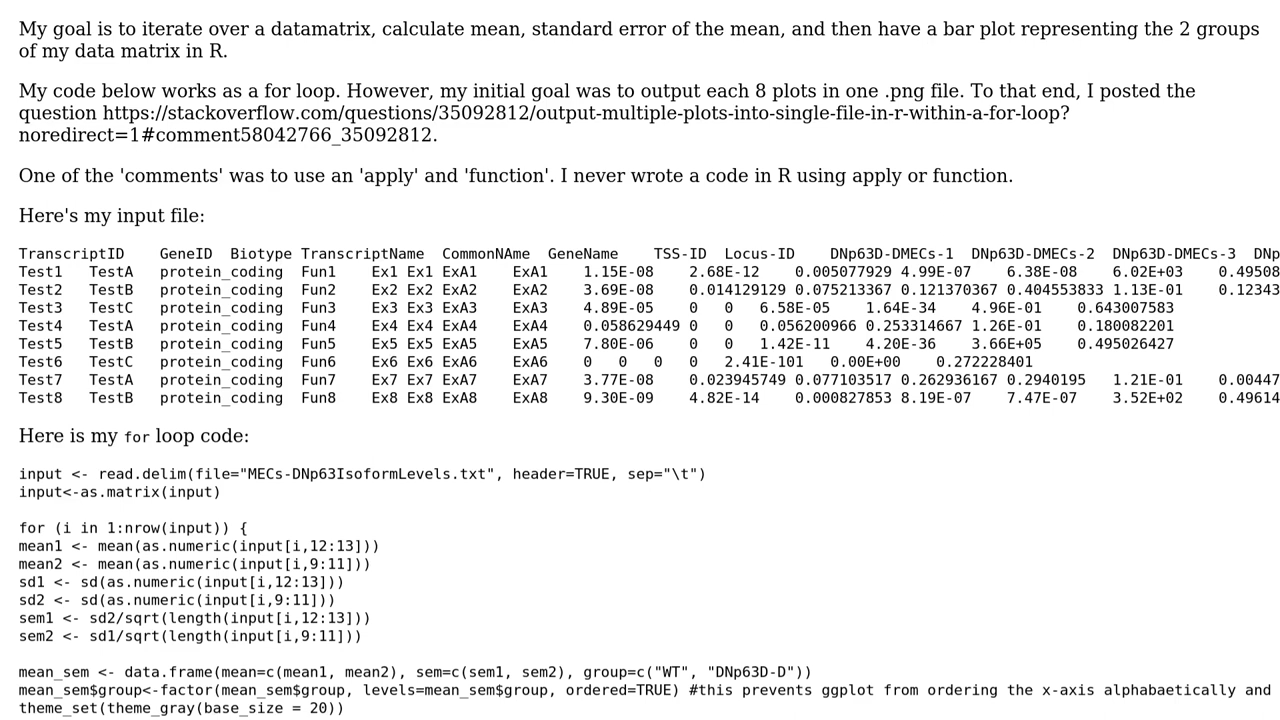 My goal is to iterate over a datamatrix, calculate mean, standard error of the mean, and then have a bar plot representing the 2 groups
of my data matrix in R.
My code below works as a for loop. However, my initial goal was to output each 8 plots in one .png file. To that end, I posted the
question https://stackoverflow.com/questions/35092812/output-multiple-plots-into-single-file-in-r-within-a-for-loop?
noredirect=1#comment58042766_35092812.
One of the 'comments' was to use an 'apply' and 'function'. I never wrote a code in R using apply or function.
Here's my input file:
TranscriptID    GeneID  Biotype TranscriptName  CommonNAme  GeneName    TSS-ID  Locus-ID    DNp63D-DMECs-1  DNp63D-DMECs-2  DNp63D-DMECs-3  DNp
Test1   TestA   protein_coding  Fun1    Ex1 Ex1 ExA1    ExA1    1.15E-08    2.68E-12    0.005077929 4.99E-07    6.38E-08    6.02E+03    0.49508
Test2   TestB   protein_coding  Fun2    Ex2 Ex2 ExA2    ExA2    3.69E-08    0.014129129 0.075213367 0.121370367 0.404553833 1.13E-01    0.12343
Test3   TestC   protein_coding  Fun3    Ex3 Ex3 ExA3    ExA3    4.89E-05    0   0   6.58E-05    1.64E-34    4.96E-01    0.643007583
Test4   TestA   protein_coding  Fun4    Ex4 Ex4 ExA4    ExA4    0.058629449 0   0   0.056200966 0.253314667 1.26E-01    0.180082201
Test5   TestB   protein_coding  Fun5    Ex5 Ex5 ExA5    ExA5    7.80E-06    0   0   1.42E-11    4.20E-36    3.66E+05    0.495026427
Test6   TestC   protein_coding  Fun6    Ex6 Ex6 ExA6    ExA6    0   0   0   0   2.41E-101   0.00E+00    0.272228401
Test7   TestA   protein_coding  Fun7    Ex7 Ex7 ExA7    ExA7    3.77E-08    0.023945749 0.077103517 0.262936167 0.2940195   1.21E-01    0.00447
Test8   TestB   protein_coding  Fun8    Ex8 Ex8 ExA8    ExA8    9.30E-09    4.82E-14    0.000827853 8.19E-07    7.47E-07    3.52E+02    0.49614
Here is my for loop code:
input <- read.delim(file="MECs-DNp63IsoformLevels.txt", header=TRUE, sep="\t")
input<-as.matrix(input)
for (i in 1:nrow(input)) {
mean1 <- mean(as.numeric(input[i,12:13]))
mean2 <- mean(as.numeric(input[i,9:11]))
sd1 <- sd(as.numeric(input[i,12:13]))
sd2 <- sd(as.numeric(input[i,9:11]))
sem1 <- sd2/sqrt(length(input[i,12:13]))
sem2 <- sd1/sqrt(length(input[i,9:11]))
mean_sem <- data.frame(mean=c(mean1, mean2), sem=c(sem1, sem2), group=c("WT", "DNp63D-D"))
mean_sem$group<-factor(mean_sem$group, levels=mean_sem$group, ordered=TRUE) #this prevents ggplot from ordering the x-axis alphabaetically and
theme_set(theme_gray(base_size = 20))